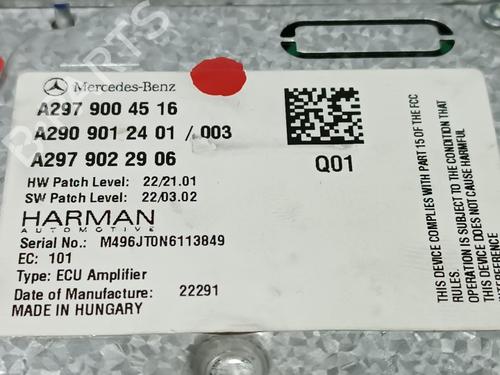 Mercedes-Benz
A297 900 45 16
A290 901 24 01 / 003
A297 902 29 06
HW Patch Level: 22/21.01
SW Patch Level: 22/03.02
HARMAN
AUTOMOTIVE
Serial No.: M496JT0N6113849
EC: 101
Type: ECU Amplifier
Date of Manufacture: 22291
MADE IN HUNGARY
Q01
THIS DEVICE COMPLIES WITH PART 15 OF THE FCC
RULES.
OPERATION IS SUBJECT TO THE CONDITION THAT
THIS DEVICE DOES NOT CAUSE HARMFUL
INTERFERENCE
PARTS